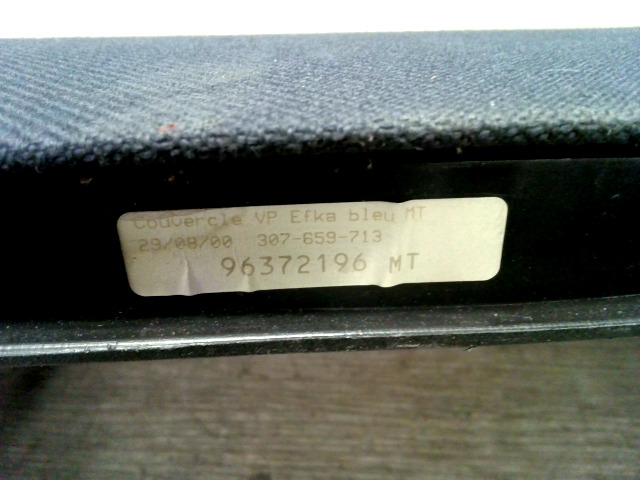 Couvercle VP Efka bleu MT
29/08/00 307-659-713
96372196 MT